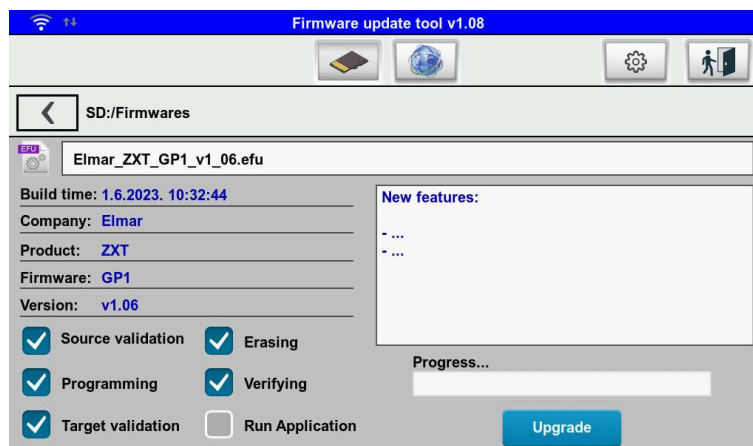 Firmware update tool v1.08
SD:/Firmwares
EFU
Elmar_ZXT_GP1_v1_06.efu
Build time: 1.6.2023. 10:32:44
Company: Elmar
Product: ZXT
Firmware: GP1
Version: v1.06
New features:
- ...
- ...
Source validation
Erasing
Programming
Verifying
Target validation
Run Application
Progress...
Upgrade